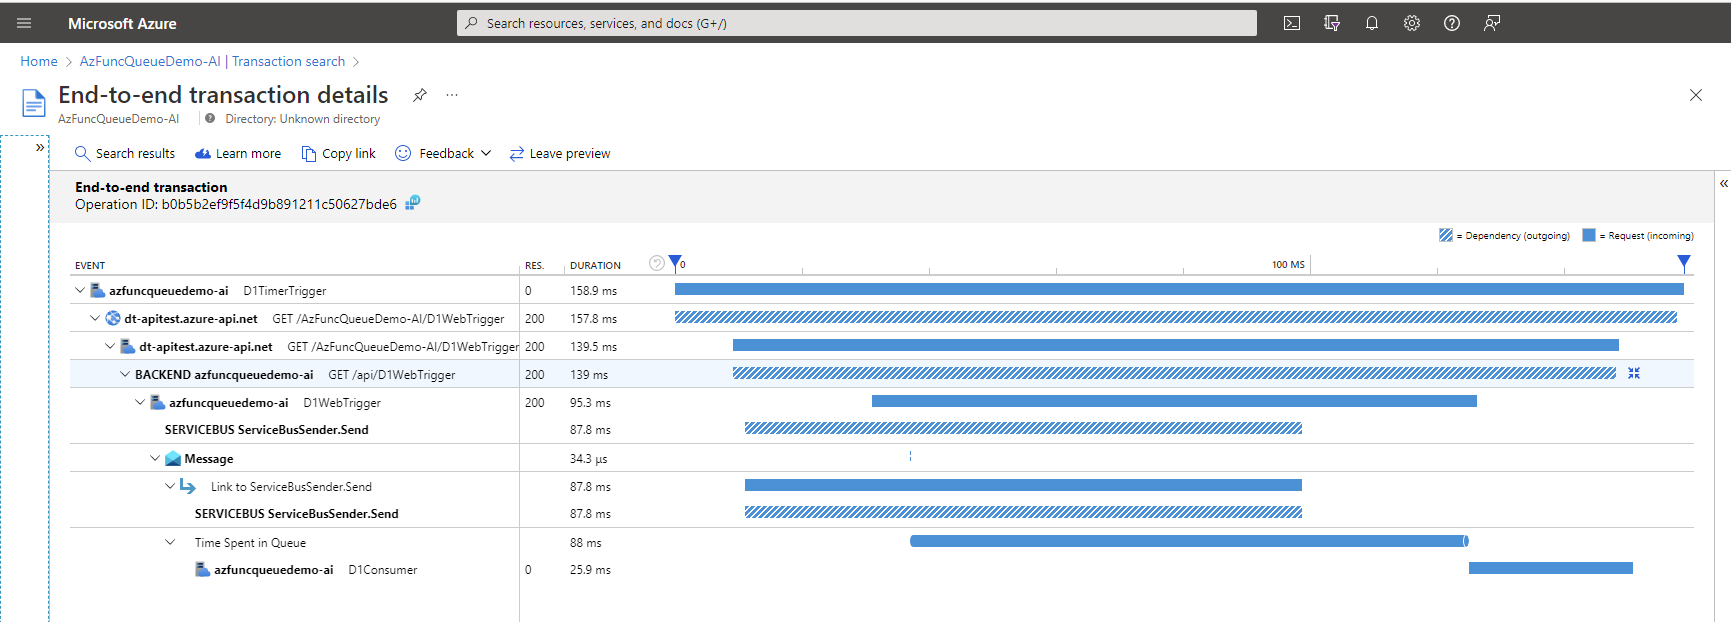 Microsoft Azure
Search resources, services, and docs (G+/)
Home > AzFuncQueueDemo-AI | Transaction search >
End-to-end transaction details
AzFuncQueueDemo-AI
Directory: Unknown directory
Search results
Learn more
Copy link
Feedback
Leave preview
End-to-end transaction
Operation ID: b0b5b2ef9f5f4d9b891211c50627bde6
= Dependency (outgoing)
= Request (incoming)
EVENT RES. DURATION 0 100 MS
azfuncqueuedemo-ai D1TimerTrigger 0 158.9 ms
dt-apitest.azure-api.net GET /AzFuncQueueDemo-AI/D1WebTrigger 200 157.8 ms
dt-apitest.azure-api.net GET /AzFuncQueueDemo-AI/D1WebTrigger 200 139.5 ms
BACKEND azfuncqueuedemo-ai GET /api/D1WebTrigger 200 139 ms
azfuncqueuedemo-ai D1WebTrigger 200 95.3 ms
SERVICEBUS ServiceBusSender.Send 87.8 ms
Message 34.3 µs
Link to ServiceBusSender.Send 87.8 ms
SERVICEBUS ServiceBusSender.Send 87.8 ms
Time Spent in Queue 88 ms
azfuncqueuedemo-ai D1Consumer 0 25.9 ms